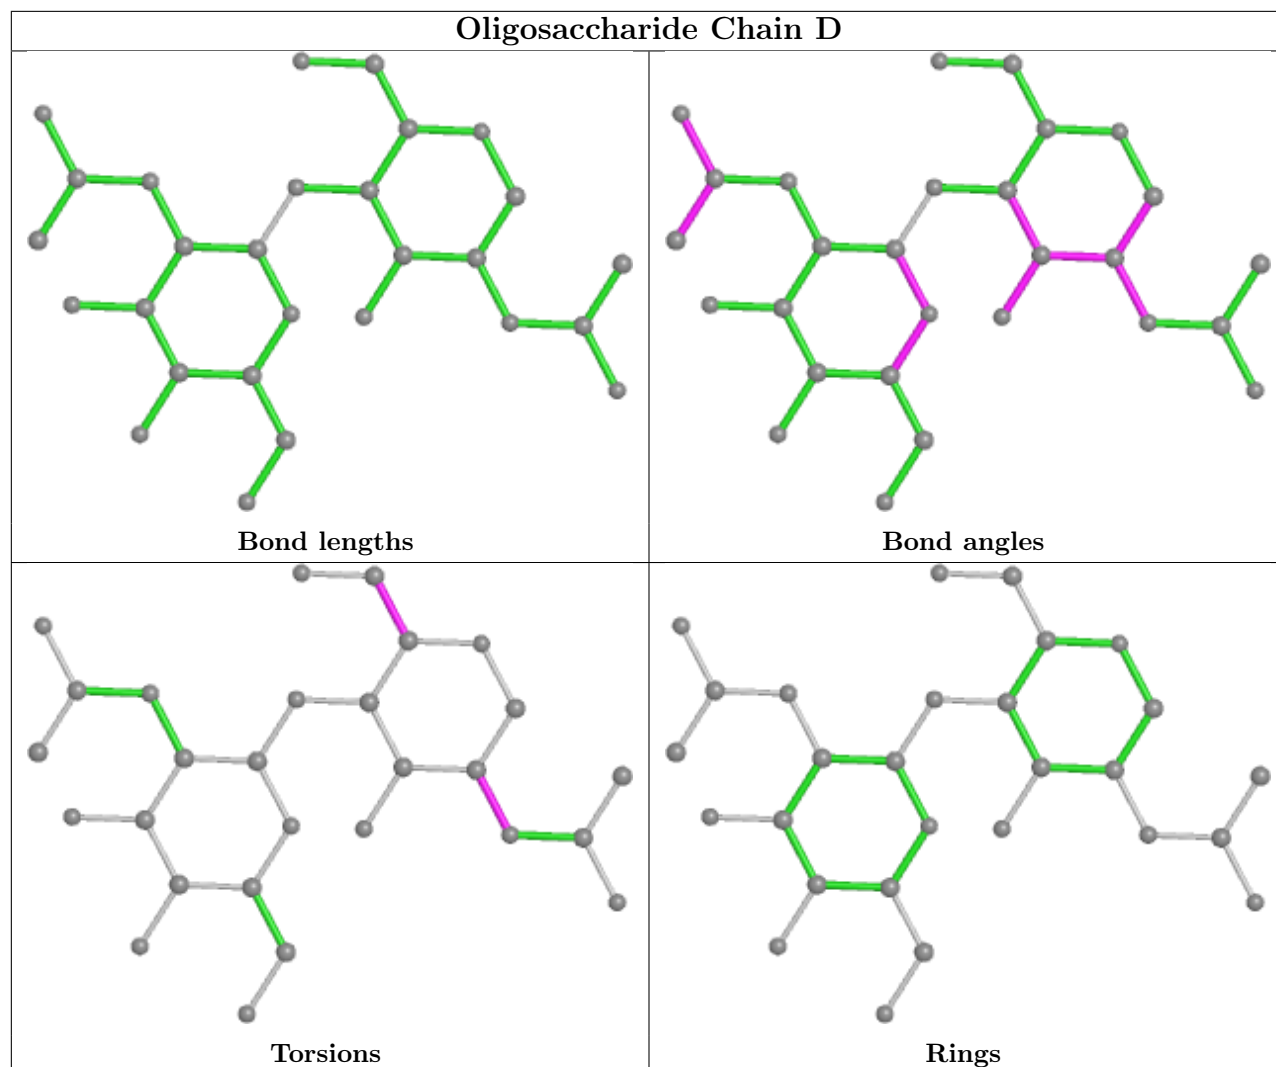 Oligosaccharide Chain D
Bond lengths
Bond angles
Torsions
Rings